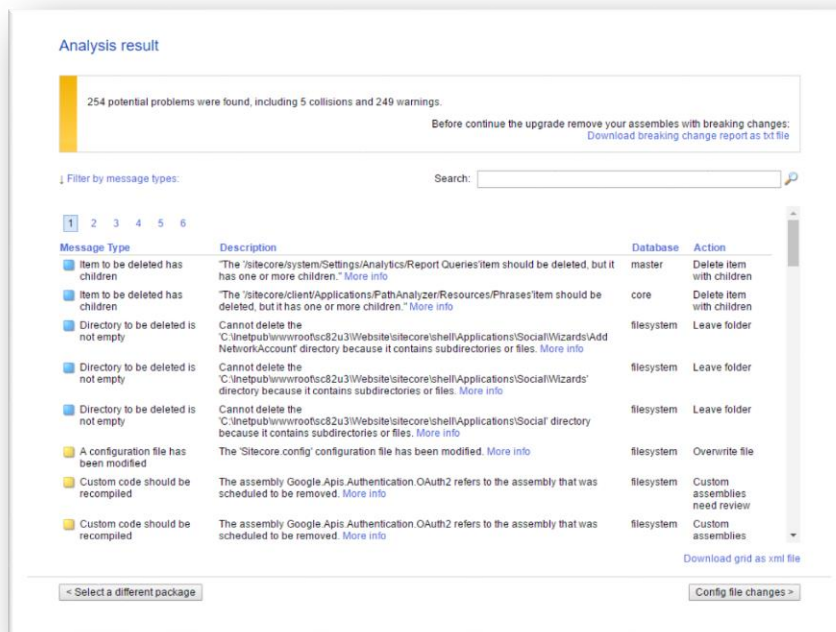 Analysis result
254 potential problems were found, including 5 collisions and 249 warnings.
Before continue the upgrade remove your assembles with breaking changes:
Download breaking change report as txt file
↓ Filter by message types:
Search:
1 2 3 4 5 6
Message Type Description Database Action
Item to be deleted has children
"The '/sitecore/system/Settings/Analytics/Report Queries'item should be deleted, but it has one or more children." More info
master
Delete item with children
Item to be deleted has children
"The '/sitecore/client/Applications/PathAnalyzer/Resources/Phrases'item should be deleted, but it has one or more children." More info
core
Delete item with children
Directory to be deleted is not empty
Cannot delete the 'C:\Inetpub\wwwroot\sc82u3\Website\sitecore\shell\Applications\Social\Wizards\Add NetworkAccount' directory because it contains subdirectories or files. More info
filesystem
Leave folder
Directory to be deleted is not empty
Cannot delete the 'C:\Inetpub\wwwroot\sc82u3\Website\sitecore\shell\Applications\Social\Wizards' directory because it contains subdirectories or files. More info
filesystem
Leave folder
Directory to be deleted is not empty
Cannot delete the 'C:\Inetpub\wwwroot\sc82u3\Website\sitecore\shell\Applications\Social' directory because it contains subdirectories or files. More info
filesystem
Leave folder
A configuration file has been modified
The 'Sitecore.config' configuration file has been modified. More info
filesystem
Overwrite file
Custom code should be recompiled
The assembly Google.Apis.Authentication.OAuth2 refers to the assembly that was scheduled to be removed. More info
filesystem
Custom assemblies need review
Custom code should be recompiled
The assembly Google.Apis.Authentication.OAuth2 refers to the assembly that was scheduled to be removed. More info
filesystem
Custom assemblies
Download grid as xml file
< Select a different package
Config file changes >